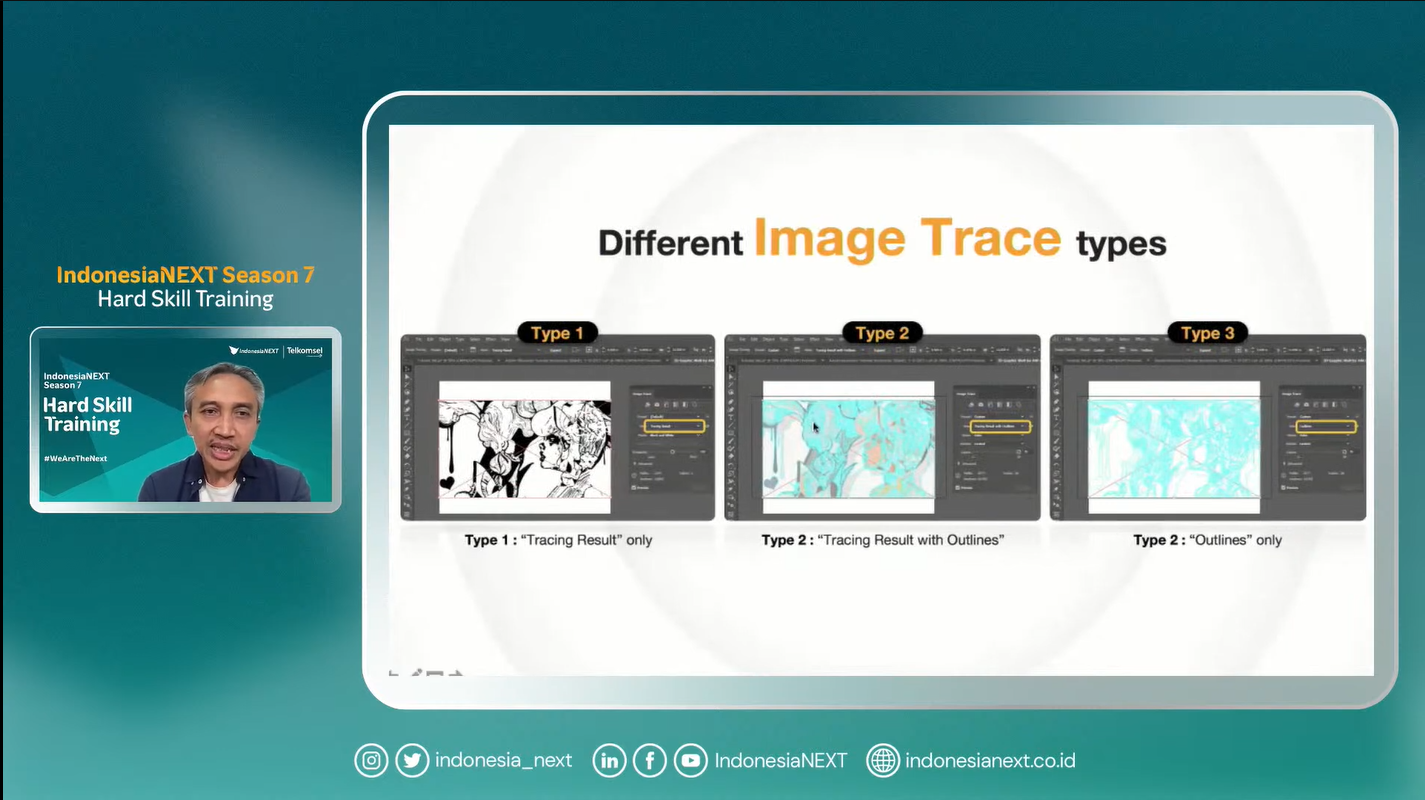 IndonesiaNEXT Season 7
Hard Skill Training
IndonesiaNEXT
Telkomsel
IndonesiaNEXT
Season 7
Hard Skill
Training
#WeAreTheNext
Different Image Trace types
Type 1
Type 2
Type 3
Type 1 : “Tracing Result” only
Type 2 : “Tracing Result with Outlines”
Type 2 : “Outlines” only
indonesia_next
IndonesiaNEXT
indonesianext.co.id